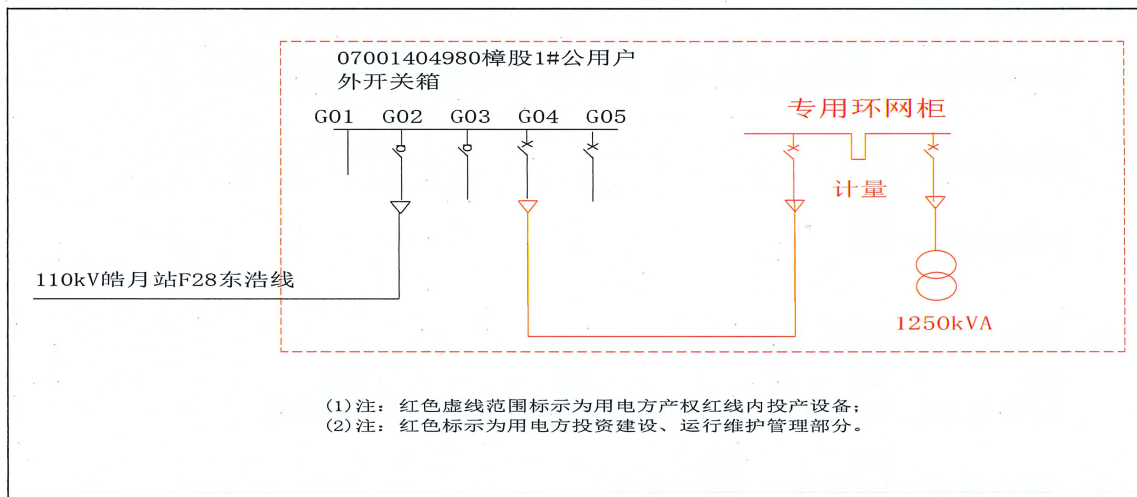 07001404980樟股1#公用户
外开关箱
G01 G02 G03 G04 G05
专用环网柜
计量
110kV皓月站F28东浩线
1250kVA
(1)注：红色虚线范围标示为用电方产权红线内投产设备；
(2)注：红色标示为用电方投资建设、运行维护管理部分。